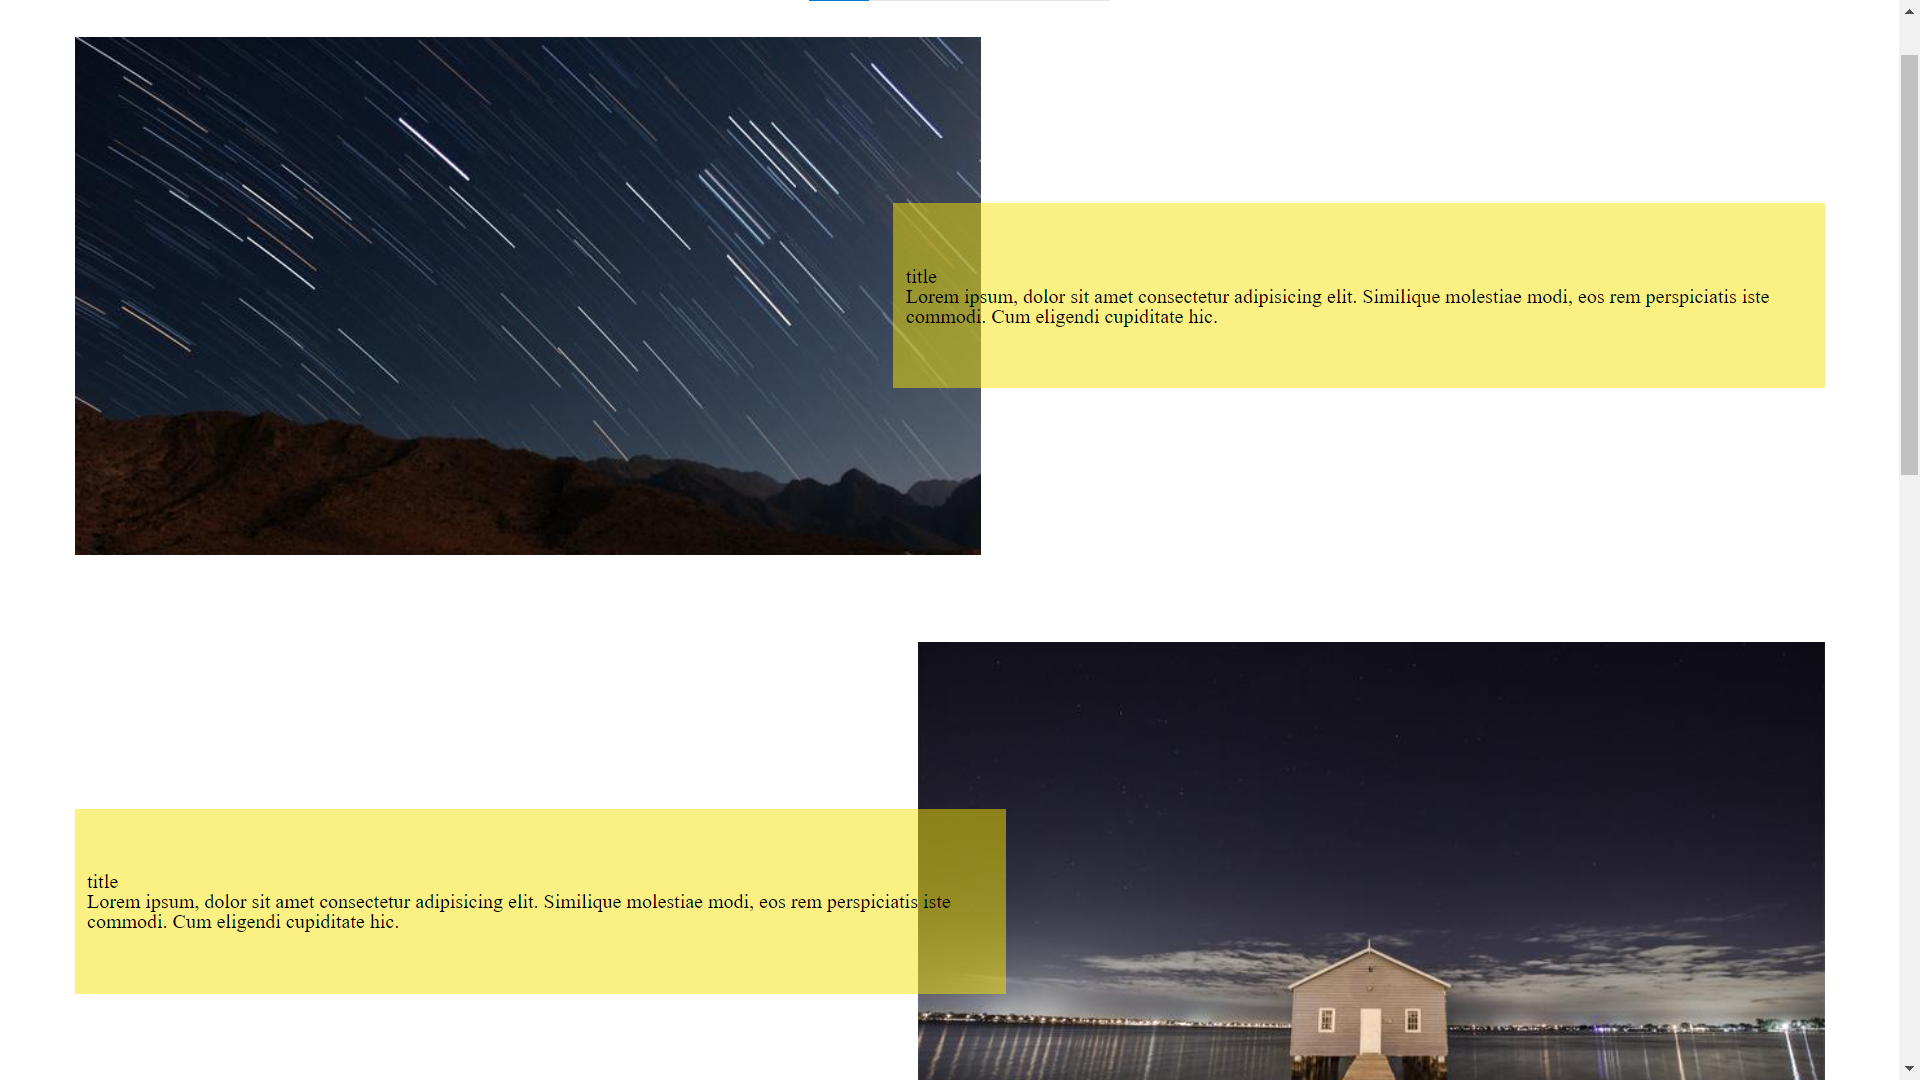 title
Lorem ipsum, dolor sit amet consectetur adipisicing elit. Similique molestiae modi, eos rem perspiciatis iste
commodi. Cum eligendi cupiditate hic.
title
Lorem ipsum, dolor sit amet consectetur adipisicing elit. Similique molestiae modi, eos rem perspiciatis iste
commodi. Cum eligendi cupiditate hic.